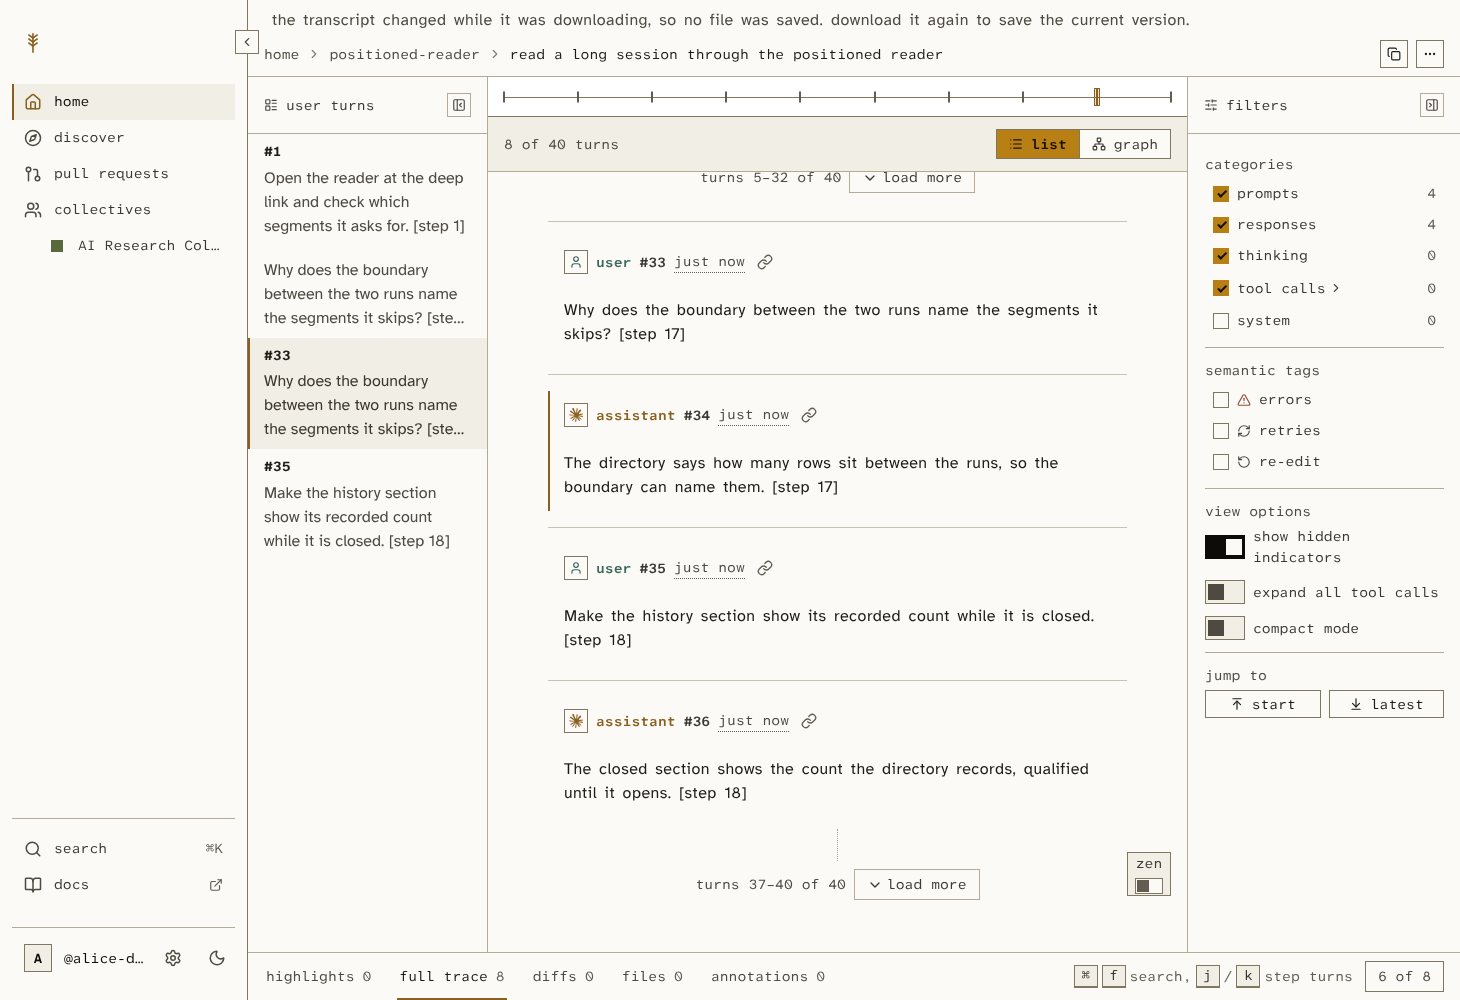 the transcript changed while it was downloading, so no file was saved. download it again to save the current version.
home > positioned-reader > read a long session through the positioned reader
home
discover
pull requests
collectives
AI Research Col…
search ⌘K
docs
A @alice-d…
user turns
#1
Open the reader at the deep
link and check which
segments it asks for. [step 1]
Why does the boundary
between the two runs name
the segments it skips? [ste…
#33
Why does the boundary
between the two runs name
the segments it skips? [ste…
#35
Make the history section
show its recorded count
while it is closed. [step 18]
8 of 40 turns
list graph
turns 5–32 of 40 load more
user #33 just now
Why does the boundary between the two runs name the segments it
skips? [step 17]
assistant #34 just now
The directory says how many rows sit between the runs, so the
boundary can name them. [step 17]
user #35 just now
Make the history section show its recorded count while it is closed.
[step 18]
assistant #36 just now
The closed section shows the count the directory records, qualified
until it opens. [step 18]
turns 37–40 of 40 load more
zen
filters
categories
prompts 4
responses 4
thinking 0
tool calls > 0
system 0
semantic tags
errors
retries
re-edit
view options
show hidden
indicators
expand all tool calls
compact mode
jump to
start latest
highlights 0 full trace 8 diffs 0 files 0 annotations 0
⌘ f search, j / k step turns 6 of 8